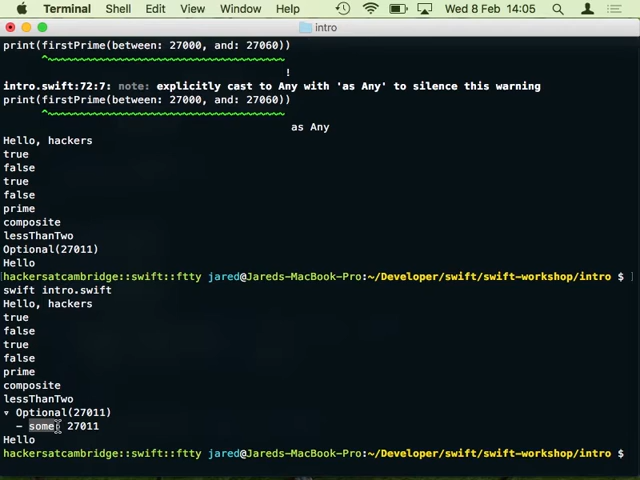 Terminal Shell Edit View Window Help Wed 8 Feb 14:05
intro
print(firstPrime(between: 27000, and: 27060))
^~~~~~~~~~~~~~~~~~~~~~~~~~~~~~~~~~~~~~
!
intro.swift:72:7: note: explicitly cast to Any with 'as Any' to silence this warning
print(firstPrime(between: 27000, and: 27060))
^~~~~~~~~~~~~~~~~~~~~~~~~~~~~~~~~~~~~~
as Any
Hello, hackers
true
false
true
false
prime
composite
lessThanTwo
Optional(27011)
Hello
[hackersatcambridge::swift::ftty jared@Jareds-MacBook-Pro:~/Developer/swift/swift-workshop/intro $ ]
swift intro.swift
Hello, hackers
true
false
true
false
prime
composite
lessThanTwo
▿ Optional(27011)
- some: 27011
Hello
hackersatcambridge::swift::ftty jared@Jareds-MacBook-Pro:~/Developer/swift/swift-workshop/intro $